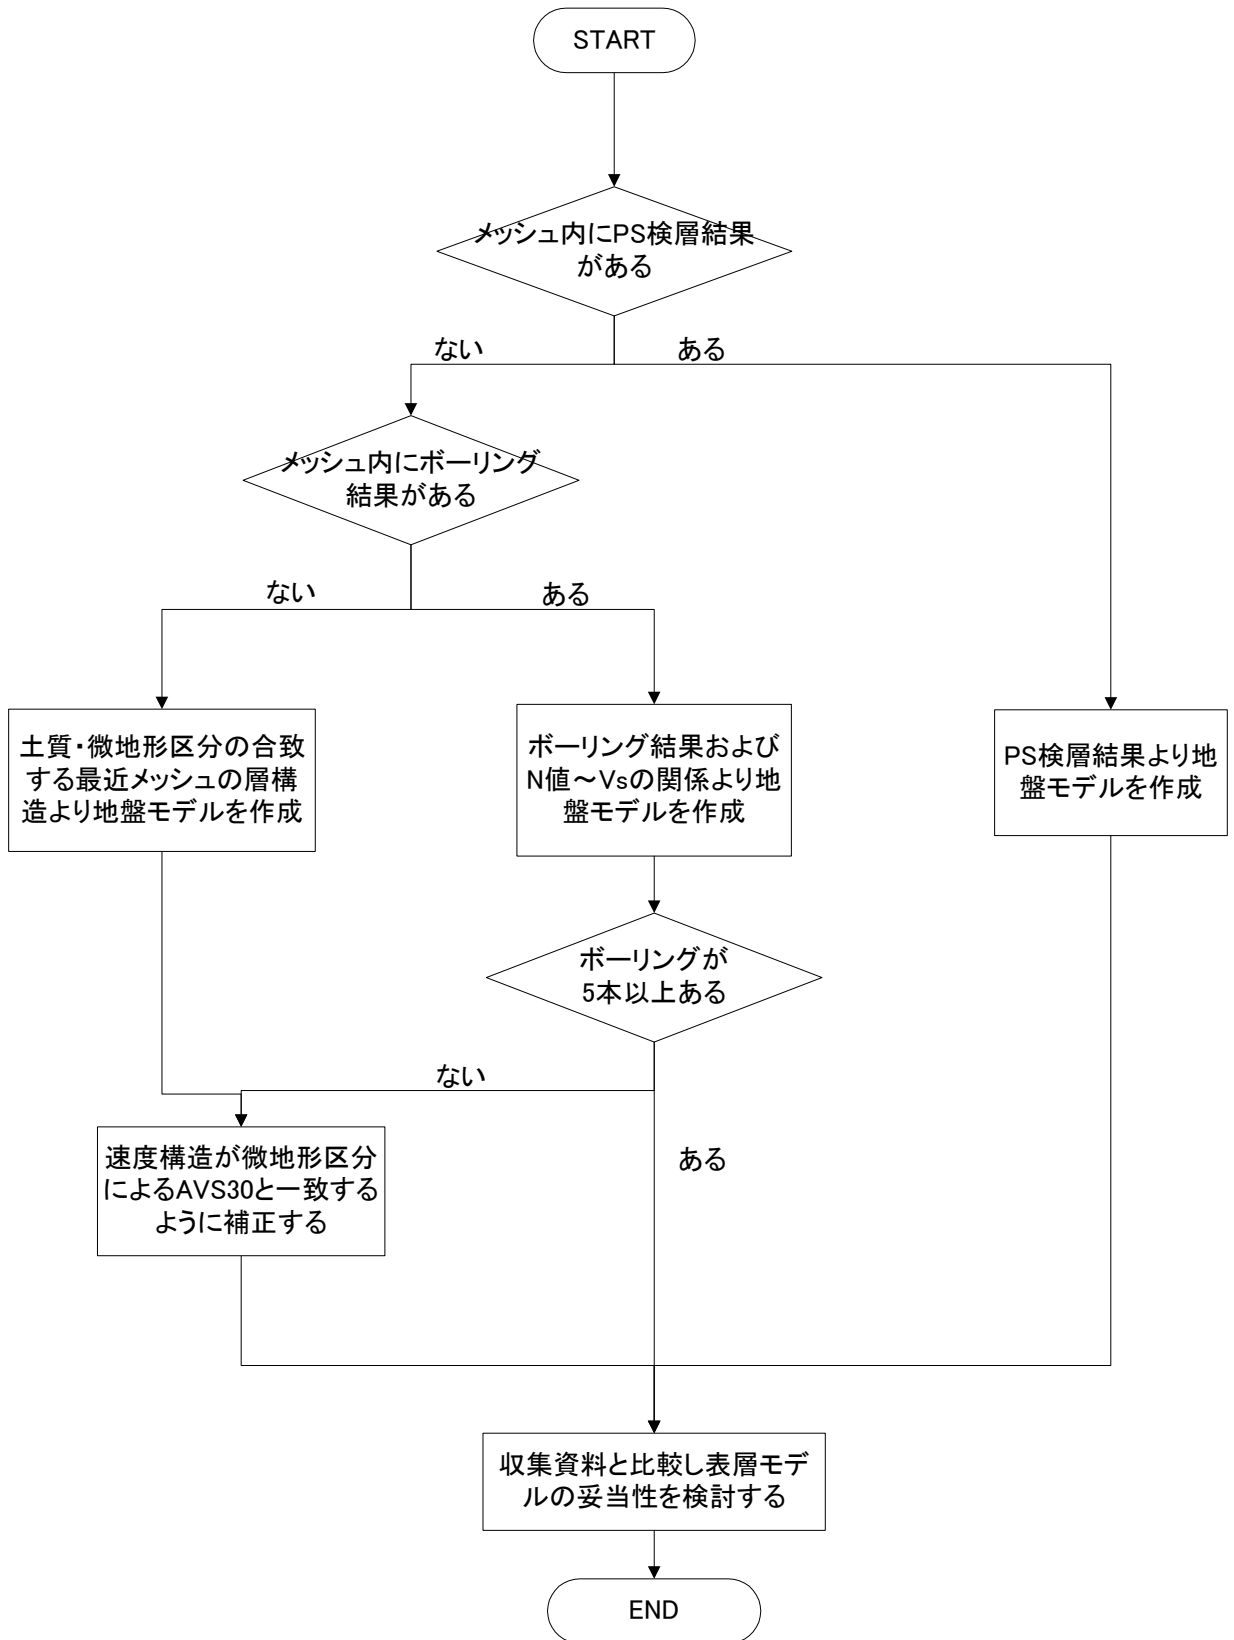 START
メッシュ内にPS検層結果
がある
ない
ある
メッシュ内にボーリング
結果がある
ない
ある
土質・微地形区分の合致
する最近メッシュの層構
造より地盤モデルを作成
ボーリング結果および
N値～Vsの関係より地
盤モデルを作成
PS検層結果より地
盤モデルを作成
ボーリングが
5本以上ある
ない
ある
速度構造が微地形区分
によるAVS30と一致する
ように補正する
収集資料と比較し表層モデ
ルの妥当性を検討する
END